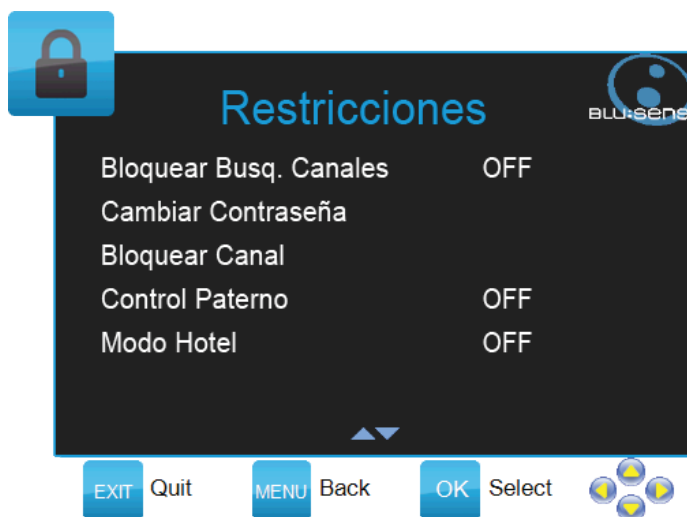 Restricciones
BLU:sens
Bloquear Busq. Canales OFF
Cambiar Contraseña
Bloquear Canal
Control Paterno OFF
Modo Hotel OFF
EXIT Quit MENU Back OK Select